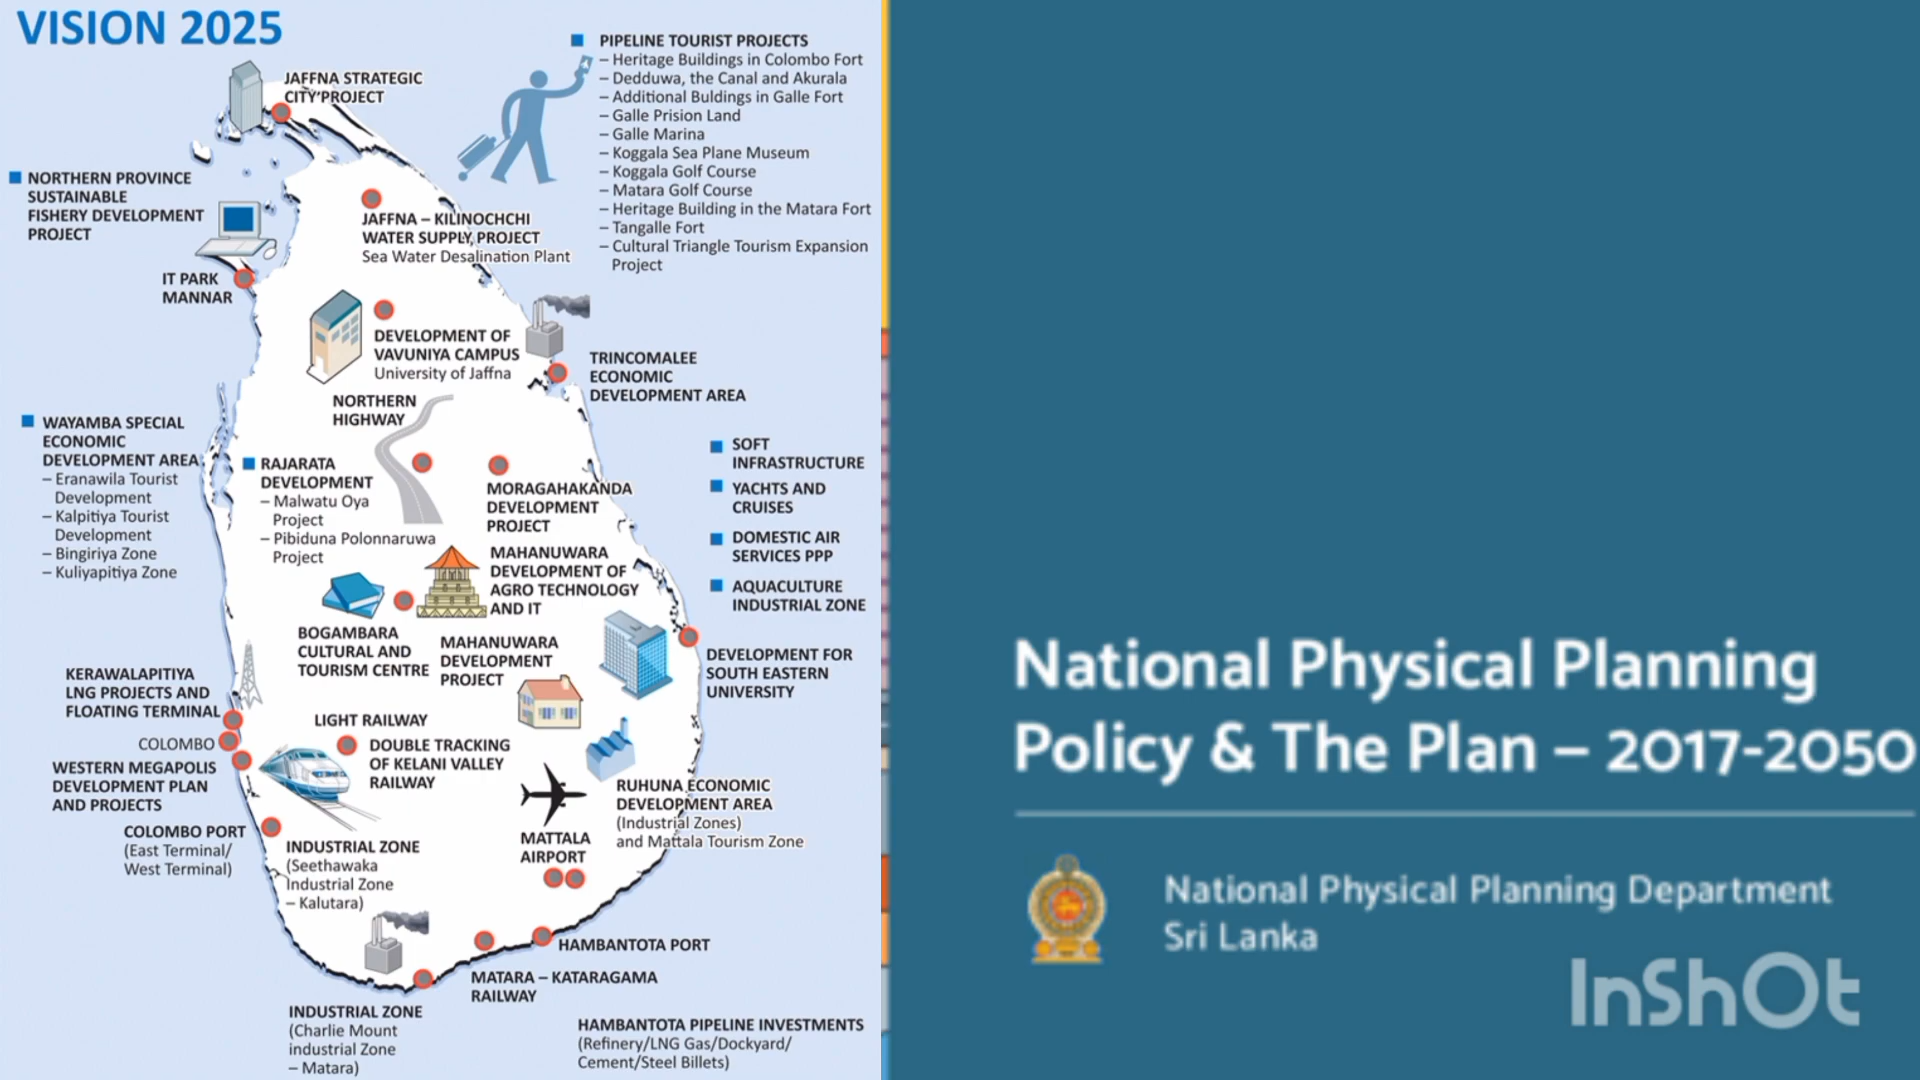 VISION 2025
JAFFNA STRATEGIC
CITY PROJECT
PIPELINE TOURIST PROJECTS
– Heritage Buildings in Colombo Fort
– Dedduwa, the Canal and Akurala
– Additional Buldings in Galle Fort
– Galle Prision Land
– Galle Marina
– Koggala Sea Plane Museum
– Koggala Golf Course
– Matara Golf Course
– Heritage Building in the Matara Fort
– Tangalle Fort
– Cultural Triangle Tourism Expansion
Project
NORTHERN PROVINCE
SUSTAINABLE
FISHERY DEVELOPMENT
PROJECT
JAFFNA – KILINOCHCHI
WATER SUPPLY PROJECT
Sea Water Desalination Plant
IT PARK
MANNAR
DEVELOPMENT OF
VAVUNIYA CAMPUS
University of Jaffna
TRINCOMALEE
ECONOMIC
DEVELOPMENT AREA
NORTHERN
HIGHWAY
WAYAMBA SPECIAL
ECONOMIC
DEVELOPMENT AREA
– Eranawila Tourist
Development
– Kalpitiya Tourist
Development
– Bingiriya Zone
– Kuliyapitiya Zone
RAJARATA
DEVELOPMENT
– Malwatu Oya
Project
– Pibiduna Polonnaruwa
Project
MORAGAHAKANDA
DEVELOPMENT
PROJECT
SOFT
INFRASTRUCTURE
YACHTS AND
CRUISES
DOMESTIC AIR
SERVICES PPP
AQUACULTURE
INDUSTRIAL ZONE
MAHANUWARA
DEVELOPMENT OF
AGRO TECHNOLOGY
AND IT
BOGAMBARA
CULTURAL AND
TOURISM CENTRE
MAHANUWARA
DEVELOPMENT
PROJECT
DEVELOPMENT FOR
SOUTH EASTERN
UNIVERSITY
KERAWALAPITIYA
LNG PROJECTS AND
FLOATING TERMINAL
COLOMBO
WESTERN MEGAPOLIS
DEVELOPMENT PLAN
AND PROJECTS
LIGHT RAILWAY
DOUBLE TRACKING
OF KELANI VALLEY
RAILWAY
RUHUNA ECONOMIC
DEVELOPMENT AREA
(Industrial Zones)
and Mattala Tourism Zone
COLOMBO PORT
(East Terminal/
West Terminal)
INDUSTRIAL ZONE
(Seethawaka
Industrial Zone
– Kalutara)
MATTALA
AIRPORT
HAMBANTOTA PORT
MATARA – KATARAGAMA
RAILWAY
INDUSTRIAL ZONE
(Charlie Mount
industrial Zone
– Matara)
HAMBANTOTA PIPELINE INVESTMENTS
(Refinery/LNG Gas/Dockyard/
Cement/Steel Billets)
National Physical Planning
Policy & The Plan – 2017-2050
National Physical Planning Department
Sri Lanka
InShOt